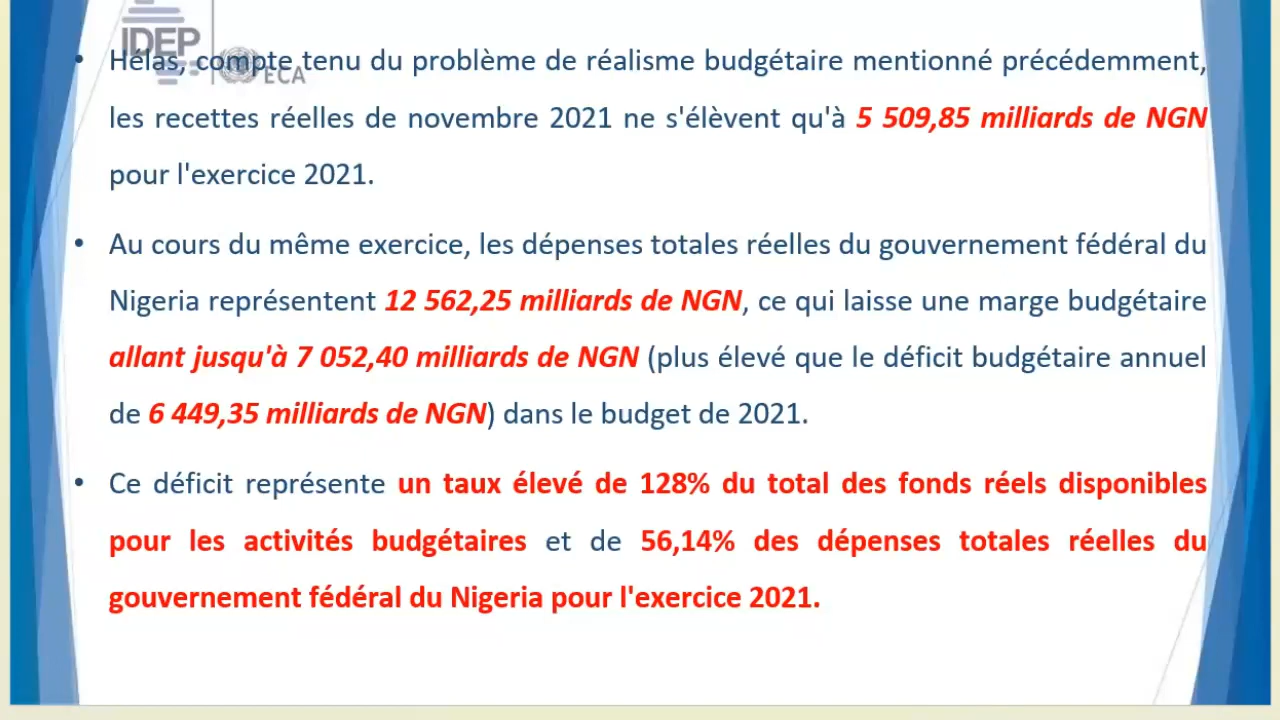 IDEP
ECA
• Hélas, compte tenu du problème de réalisme budgétaire mentionné précédemment,
les recettes réelles de novembre 2021 ne s'élèvent qu'à 5 509,85 milliards de NGN
pour l'exercice 2021.
• Au cours du même exercice, les dépenses totales réelles du gouvernement fédéral du
Nigeria représentent 12 562,25 milliards de NGN, ce qui laisse une marge budgétaire
allant jusqu'à 7 052,40 milliards de NGN (plus élevé que le déficit budgétaire annuel
de 6 449,35 milliards de NGN) dans le budget de 2021.
• Ce déficit représente un taux élevé de 128% du total des fonds réels disponibles
pour les activités budgétaires et de 56,14% des dépenses totales réelles du
gouvernement fédéral du Nigeria pour l'exercice 2021.